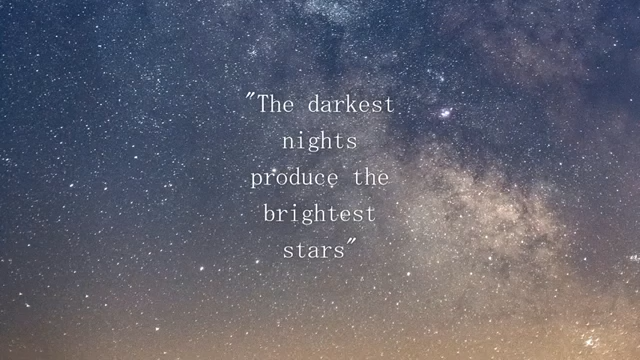 "The darkest
nights
produce the
brightest
stars"